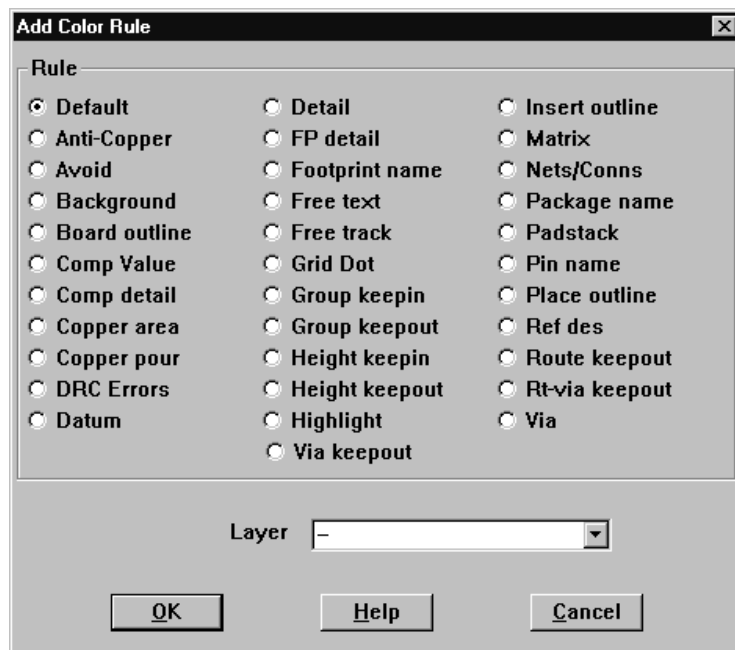 Add Color Rule
Rule
Default
Anti-Copper
Avoid
Background
Board outline
Comp Value
Comp detail
Copper area
Copper pour
DRC Errors
Datum
Detail
FP detail
Footprint name
Free text
Free track
Grid Dot
Group keepin
Group keepout
Height keepin
Height keepout
Highlight
Via keepout
Insert outline
Matrix
Nets/Conns
Package name
Padstack
Pin name
Place outline
Ref des
Route keepout
Rt-via keepout
Via
Layer –
OK Help Cancel